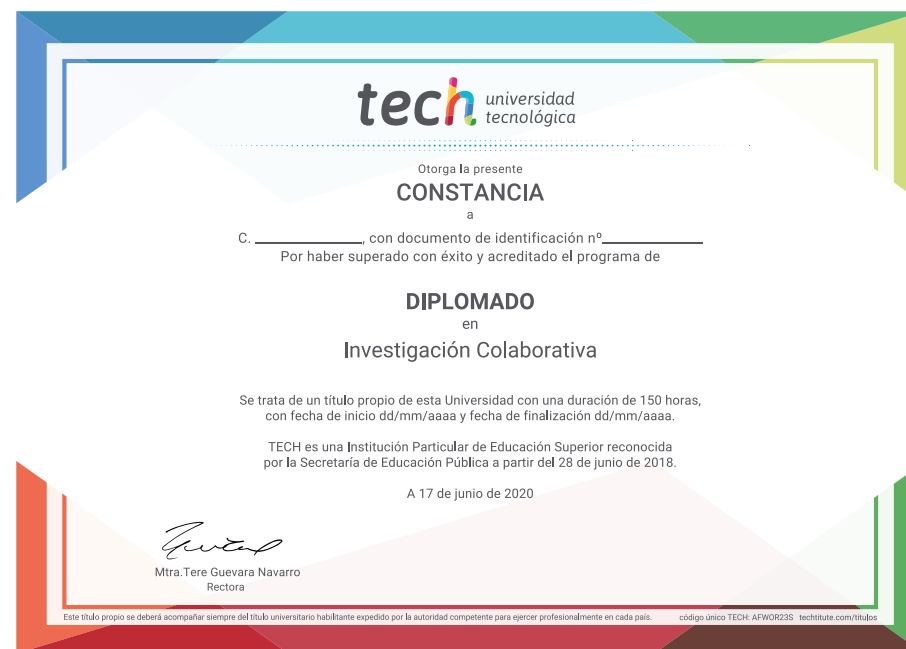 tech universidad
tecnológica
Otorga la presente
CONSTANCIA
a
C. ______________, con documento de identificación nº_____________
Por haber superado con éxito y acreditado el programa de
DIPLOMADO
en
Investigación Colaborativa
Se trata de un título propio de esta Universidad con una duración de 150 horas,
con fecha de inicio dd/mm/aaaa y fecha de finalización dd/mm/aaaa.
TECH es una Institución Particular de Educación Superior reconocida
por la Secretaría de Educación Pública a partir del 28 de junio de 2018.
A 17 de junio de 2020
Mtra.Tere Guevara Navarro
Rectora
Este título propio se deberá acompañar siempre del título universitario habilitante expedido por la autoridad competente para ejercer profesionalmente en cada país. código único TECH: AFWOR23S techtitute.com/titulos